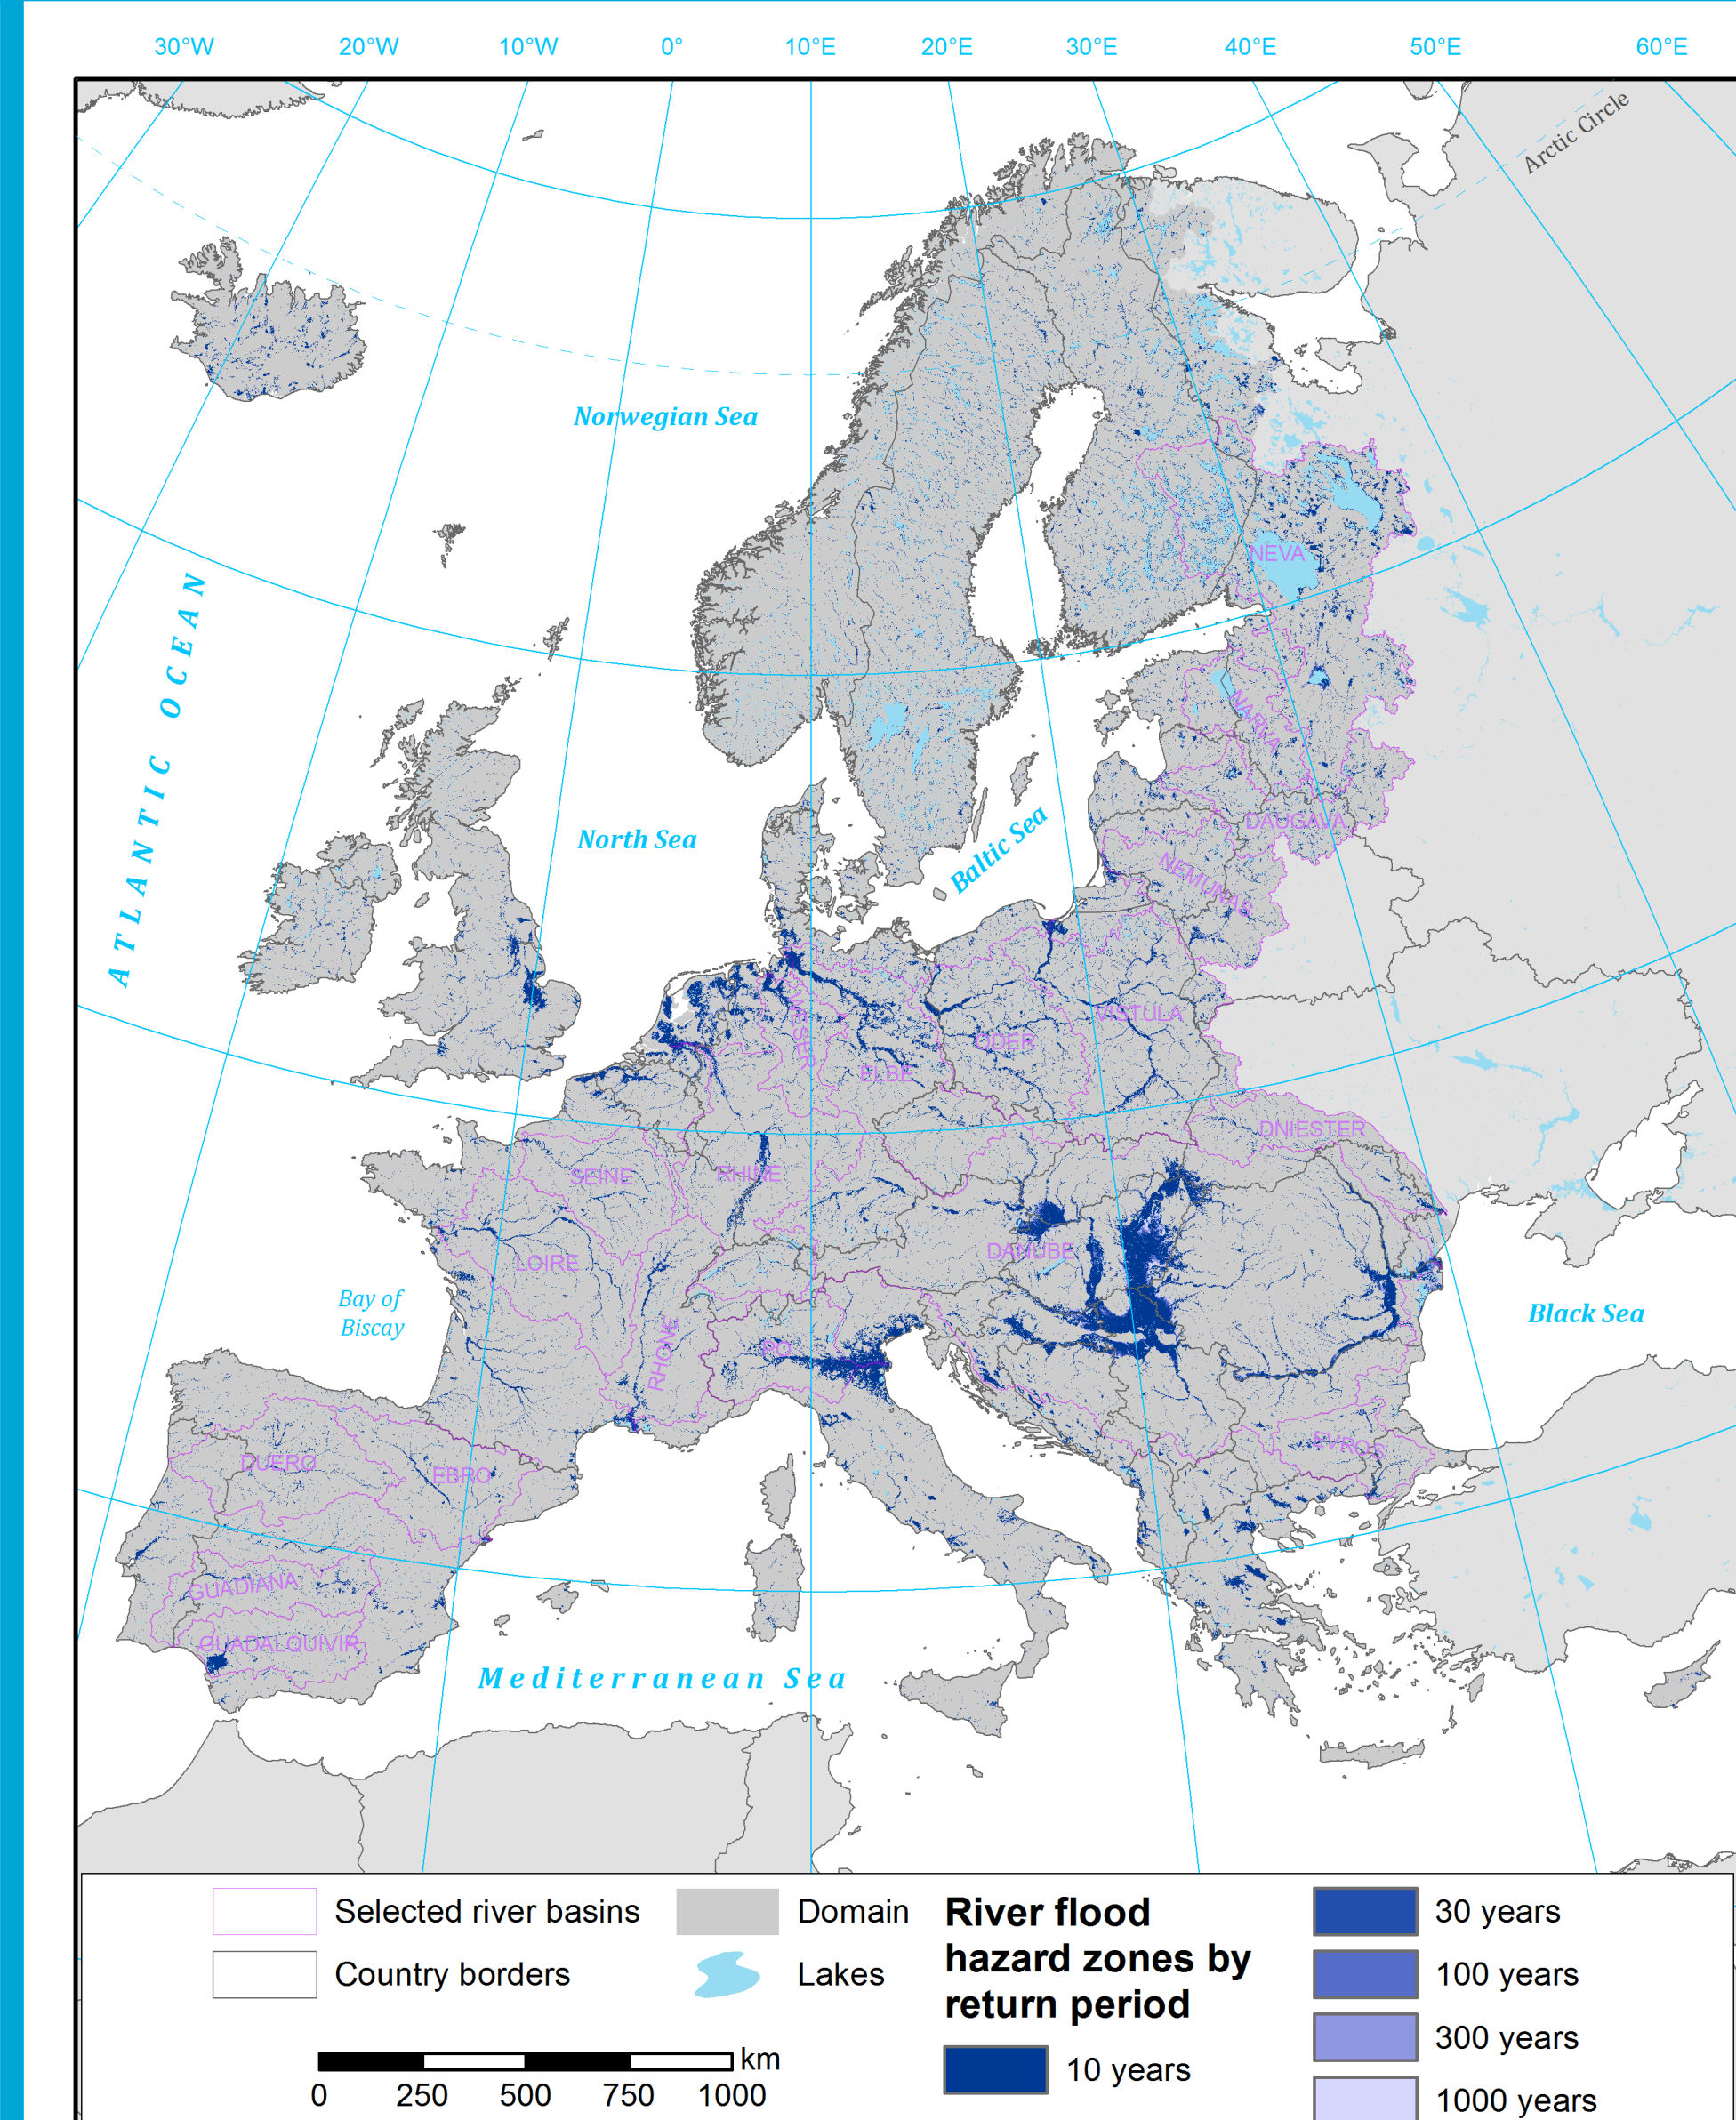 30°W 20°W 10°W 0° 10°E 20°E 30°E 40°E 50°E 60°E
Arctic Circle
Norwegian Sea
ATLANTIC OCEAN
NEVA
NARVA
North Sea
Baltic Sea
DAUGAVA
NEMUNAS
VISTULA
WESER
ODER
ELBE
DNIESTER
SEINE
RHINE
DANUBE
LOIRE
Bay of
Biscay
Black Sea
RHONE
PO
EVROS
DUERO
EBRO
GUADIANA
GUADALQUIVIR
Mediterranean Sea
Selected river basins
Country borders
Domain
Lakes
0 250 500 750 1000 km
River flood
hazard zones by
return period
10 years
30 years
100 years
300 years
1000 years